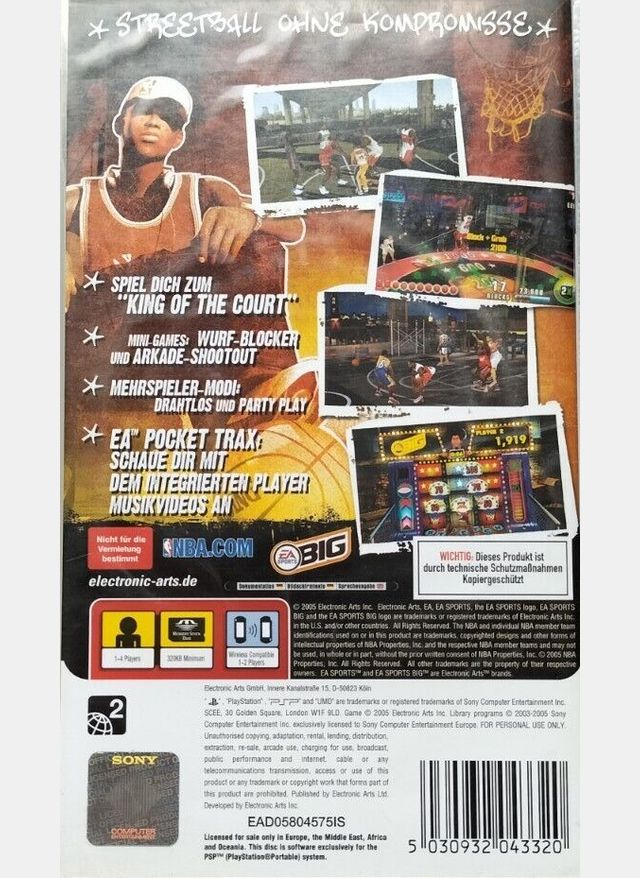 STREETBALL OHNE KOMPROMISSE
SPIEL DICH ZUM
"KING OF THE COURT"
MINI-GAMES: WURF-BLOCKER
UND ARKADE-SHOOTOUT
MEHRSPIELER-MODI:
DRAHTLOS UND PARTY PLAY
EA™ POCKET TRAX:
SCHAUE DIR MIT
DEM INTEGRIERTEN PLAYER
MUSIKVIDEOS AN
Block + Grab
2100
17
BLOCKS
PLAYER 2
1,919
Nicht für die
Vermietung
bestimmt
NBA.COM
EA
SPORTS
BIG
WICHTIG: Dieses Produkt ist
durch technische Schutzmaßnahmen
Kopiergeschützt
electronic-arts.de
Dokumentation
Bildschirmtexte
Sprachausgabe
1-4 Players
320KB Minimum
Wireless Compatible
1-2 Players
© 2005 Electronic Arts Inc. Electronic Arts, EA, EA SPORTS, the EA SPORTS logo, EA SPORTS
BIG and the EA SPORTS BIG logo are trademarks or registered trademarks of Electronic Arts Inc.
in the U.S. and/or other countries. All Rights Reserved. The NBA and individual NBA member team
identifications used on or in this product are trademarks, copyrighted designs and other forms of
intellectual properties of NBA Properties, Inc. and the respective NBA member teams and may not
be used, in whole or in part, without the prior written consent of NBA Properties, Inc. © 2005 NBA
Properties, Inc. All Rights Reserved. All other trademarks are the property of their respective
owners. EA SPORTS™ and EA SPORTS BIG™ are Electronic Arts™ brands.
Electronic Arts GmbH, Innere Kanalstraße 15, D-50823 Köln
"PlayStation", "PSP" and "UMD" are trademarks or registered trademarks of Sony Computer Entertainment Inc.
SCEE, 30 Golden Square, London W1F 9LD. Game © 2005 Electronic Arts Inc. Library programs © 2003-2005 Sony
Computer Entertainment Inc. exclusively licensed to Sony Computer Entertainment Europe. FOR PERSONAL USE ONLY.
Unauthorised copying, adaptation, rental, lending, distribution,
extraction, re-sale, arcade use, charging for use, broadcast,
public performance and internet, cable or any
telecommunications transmission, access or use of this
product or any trademark or copyright work that forms part of
this product are prohibited. Published by Electronic Arts Ltd.
Developed by Electronic Arts Inc.
2
SONY
COMPUTER
ENTERTAINMENT
EAD05804575IS
Licensed for sale only in Europe, the Middle East, Africa
and Oceania. This disc is software exclusively for the
PSP™ (PlayStation®Portable) system.
5 030932 043320